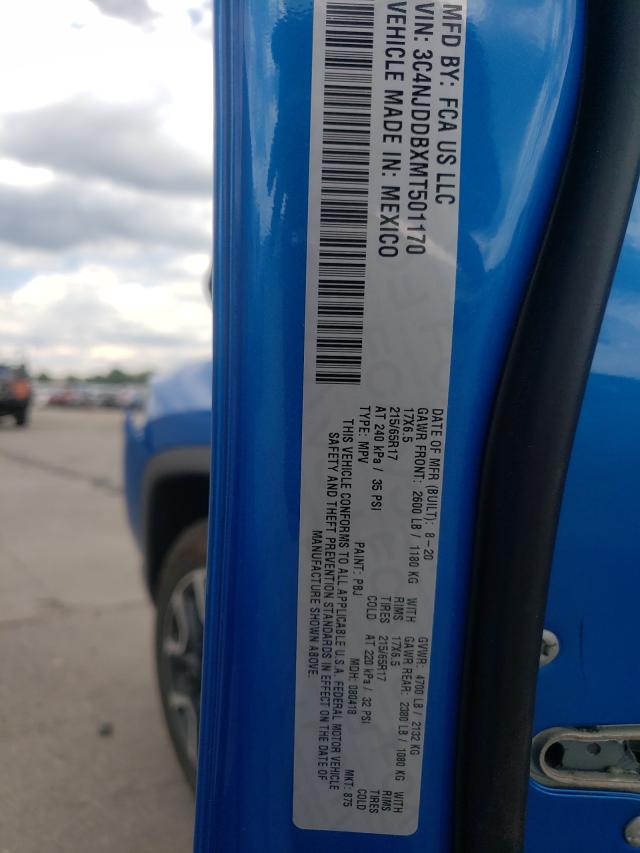 MFD BY: FCA US LLC
VIN: 3C4NJDDBXMT501170
VEHICLE MADE IN: MEXICO
DATE OF MFR (BUILT): 8-20 GVWR: 4700 LB / 2132 KG
GAWR FRONT: 2600 LB / 1180 KG WITH GAWR REAR: 2380 LB / 1080 KG WITH
17X6.5 RIMS 17X6.5 RIMS
215/65R17 TIRES 215/65R17 TIRES
AT 240 kPa / 35 PSI COLD AT 220 kPa / 32 PSI COLD
TYPE: MPV PAINT: PBJ MDH: 080418 MKT: 875
THIS VEHICLE CONFORMS TO ALL APPLICABLE U.S.A. FEDERAL MOTOR VEHICLE
SAFETY AND THEFT PREVENTION STANDARDS IN EFFECT ON THE DATE OF
MANUFACTURE SHOWN ABOVE.